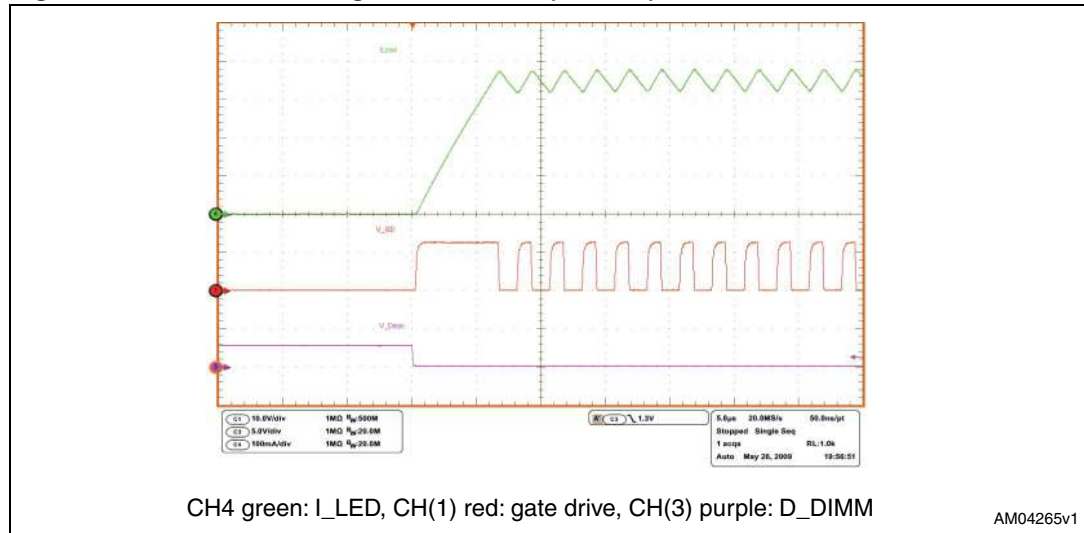 V_Dimm
C1 10.0V/div 1MΩ BW:500M
C3 5.0V/div 1MΩ BW:20.0M
C4 100mA/div 1MΩ BW:20.0M
A' C3 \ 1.3V
5.0µs 20.0MS/s 50.0ns/pt
Stopped Single Seq
1 acqs RL:1.0k
Auto May 26, 2009 19:56:51
CH4 green: I_LED, CH(1) red: gate drive, CH(3) purple: D_DIMM
AM04265v1